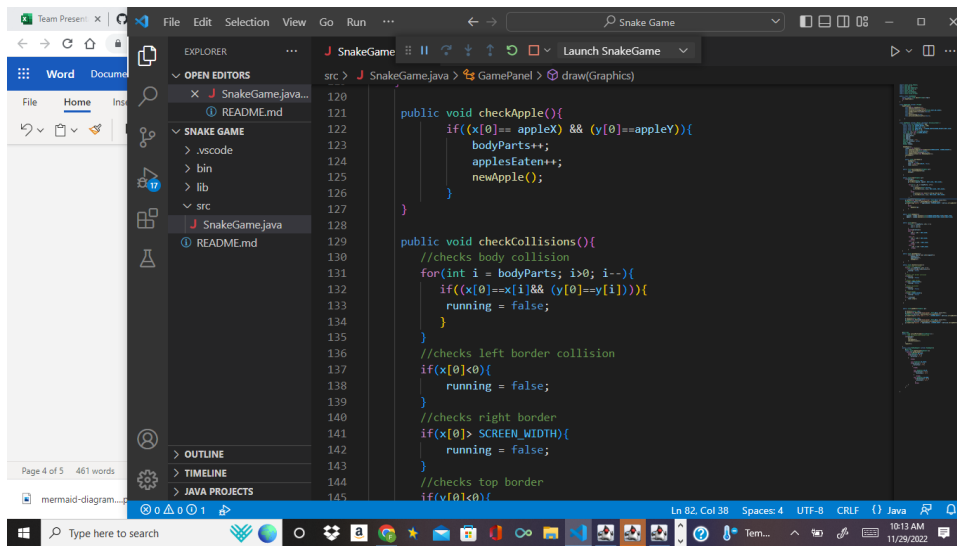 Team Present
File Edit Selection View Go Run ···
Snake Game
Word Docume
File Home Inse
Page 4 of 5 461 words
mermaid-diagram....p
EXPLORER ···
OPEN EDITORS
J SnakeGame.java...
README.md
SNAKE GAME
.vscode
bin
lib
src
J SnakeGame.java
README.md
OUTLINE
TIMELINE
JAVA PROJECTS
17
J SnakeGame
Launch SnakeGame
src > J SnakeGame.java > GamePanel > draw(Graphics)
120
121 public void checkApple(){
122 if((x[0]== appleX) && (y[0]==appleY)){
123 bodyParts++;
124 applesEaten++;
125 newApple();
126 }
127 }
128
129 public void checkCollisions(){
130 //checks body collision
131 for(int i = bodyParts; i>0; i--){
132 if((x[0]==x[i]&& (y[0]==y[i]))){
133 running = false;
134 }
135 }
136 //checks left border collision
137 if(x[0]<0){
138 running = false;
139 }
140 //checks right border
141 if(x[0]> SCREEN_WIDTH){
142 running = false;
143 }
144 //checks top border
145 if(y[0]<0){
0 0 1
Ln 82, Col 38 Spaces: 4 UTF-8 CRLF {} Java
Type here to search
Tem...
10:13 AM
11/29/2022